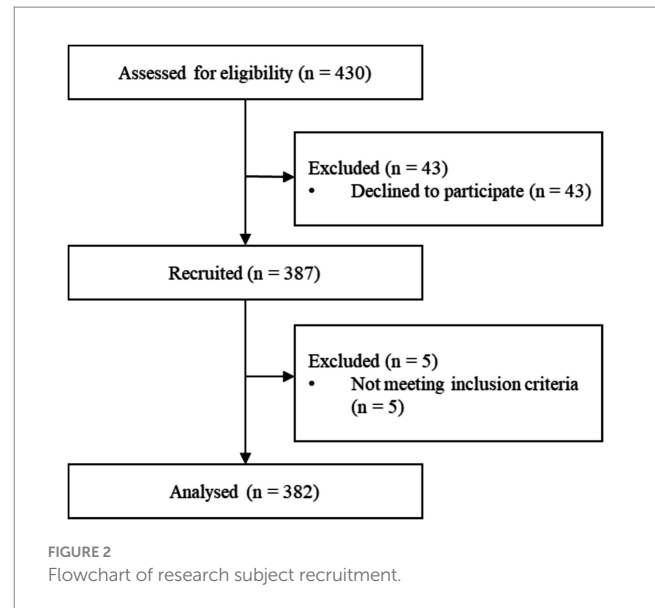 Assessed for eligibility (n = 430)
Excluded (n = 43)
• Declined to participate (n = 43)
Recruited (n = 387)
Excluded (n = 5)
• Not meeting inclusion criteria
(n = 5)
Analysed (n = 382)
FIGURE 2
Flowchart of research subject recruitment.